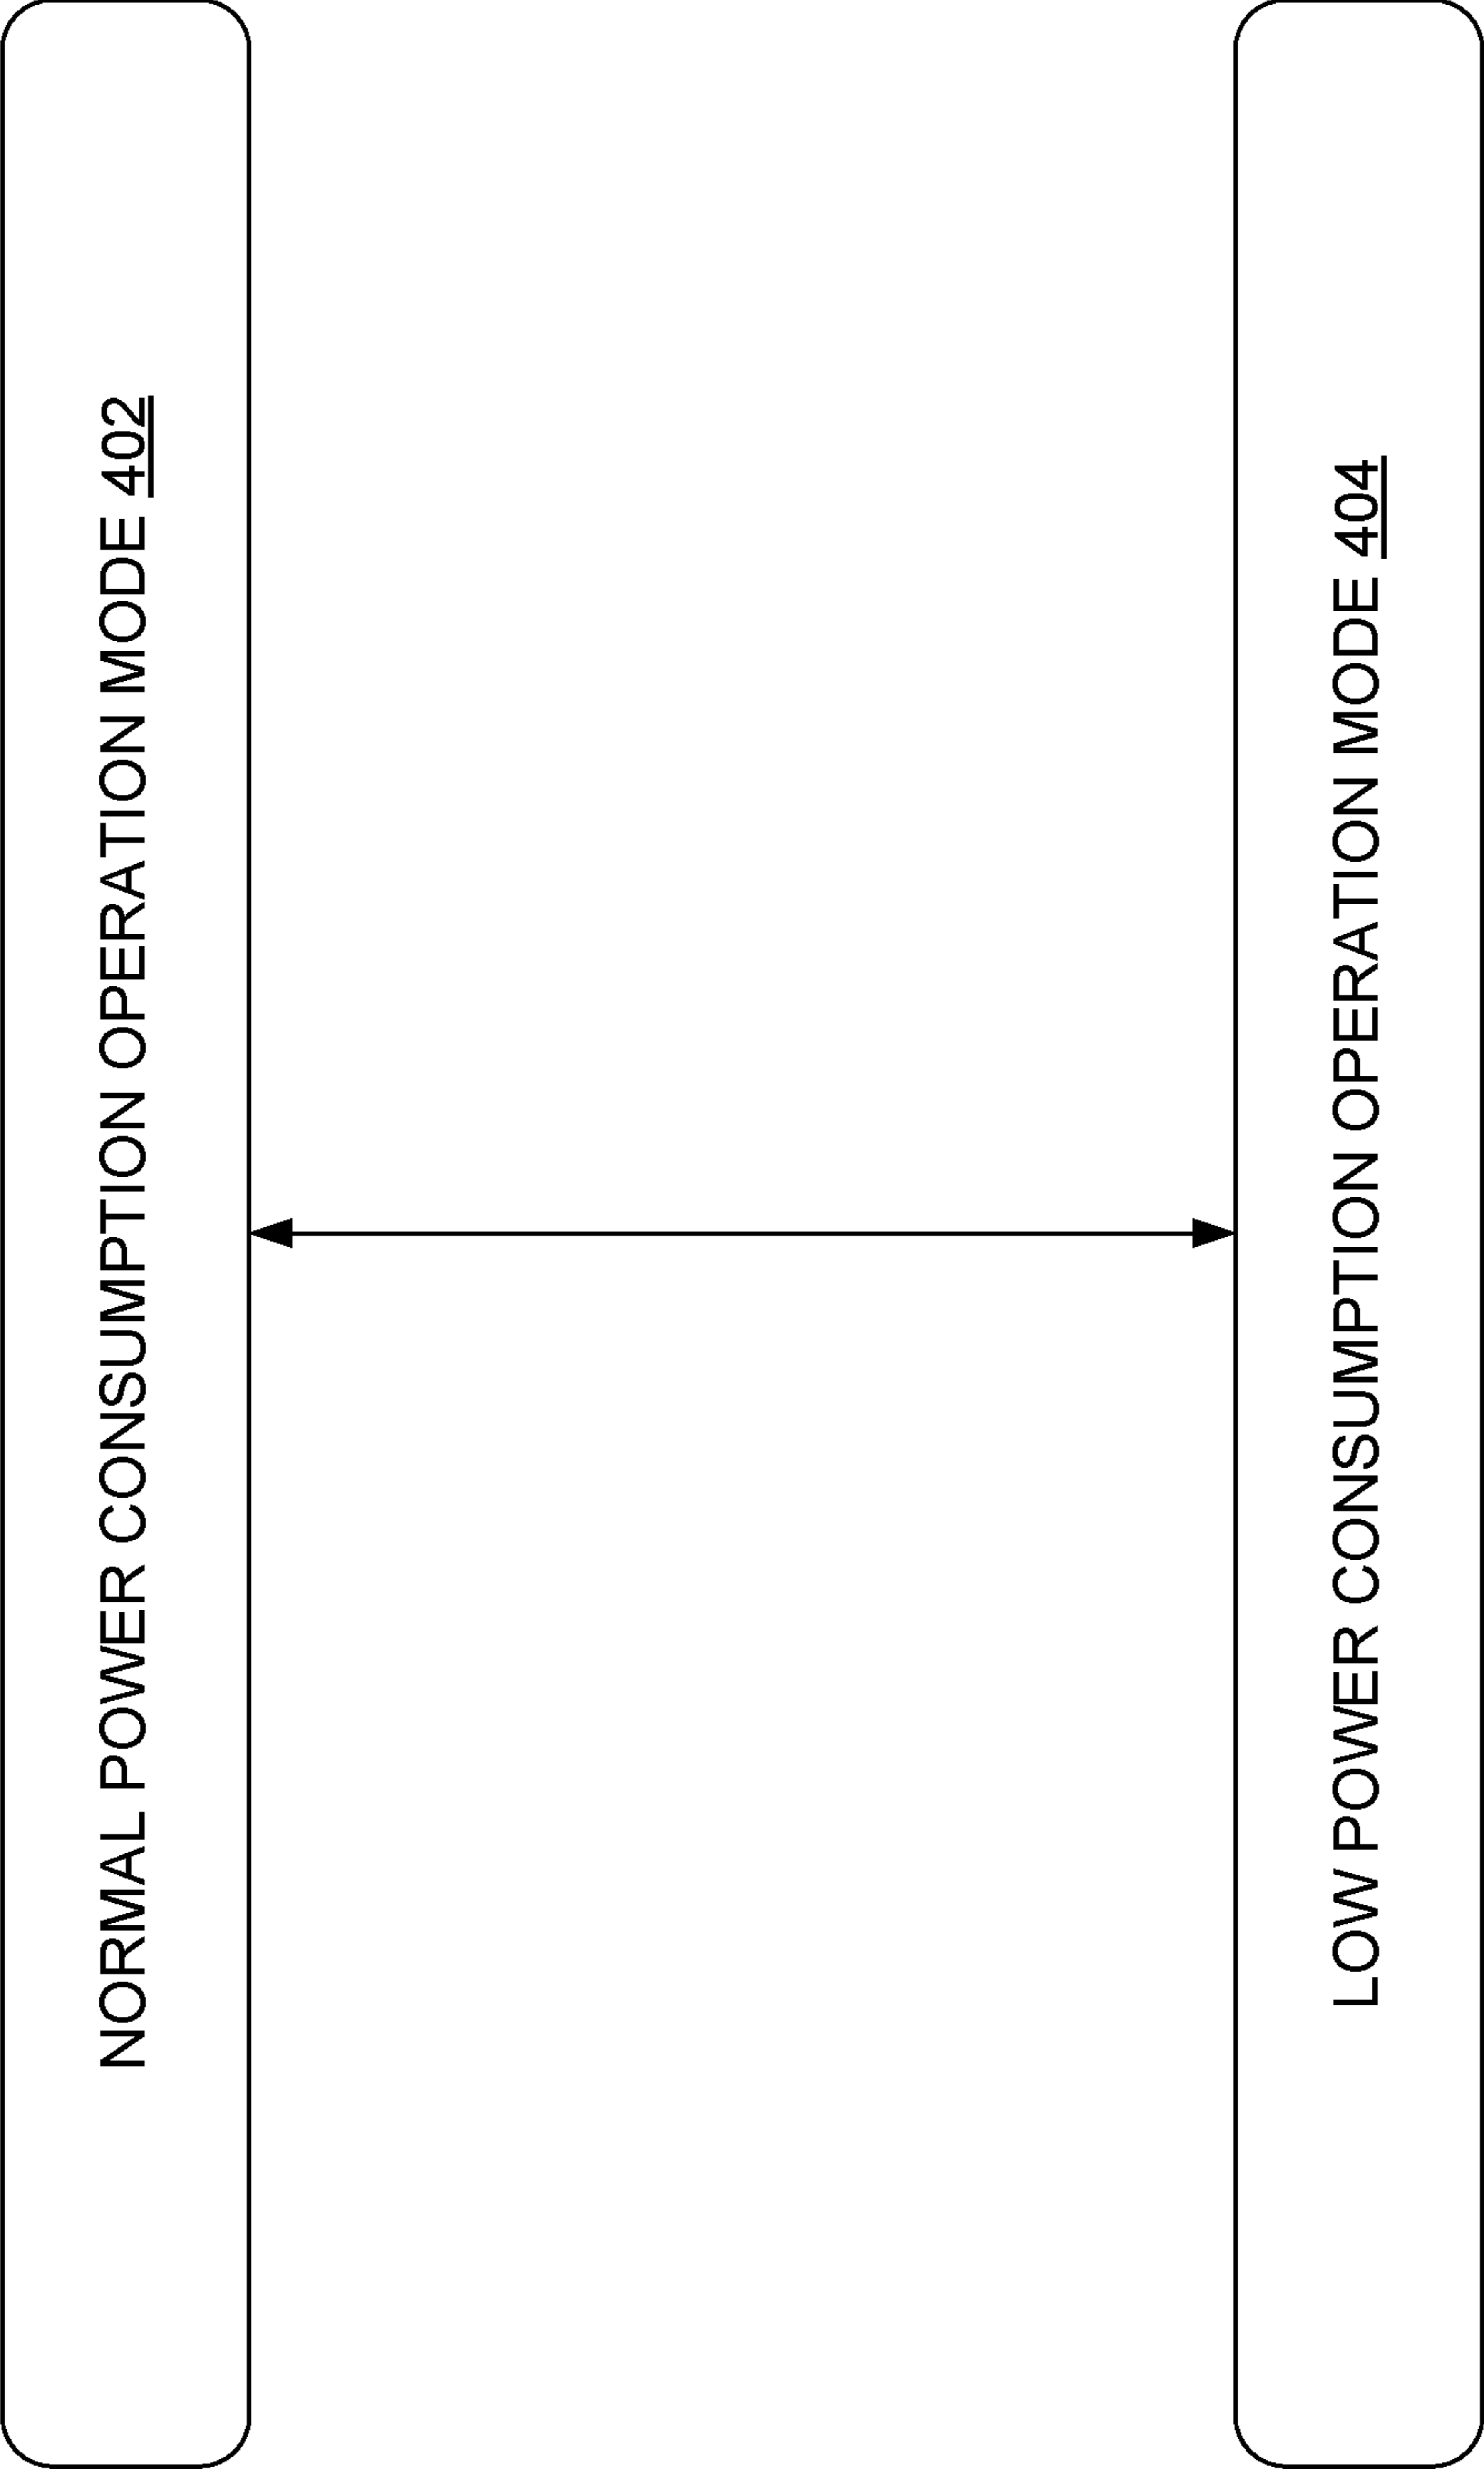 NORMAL POWER CONSUMPTION OPERATION MODE 402
LOW POWER CONSUMPTION OPERATION MODE 404